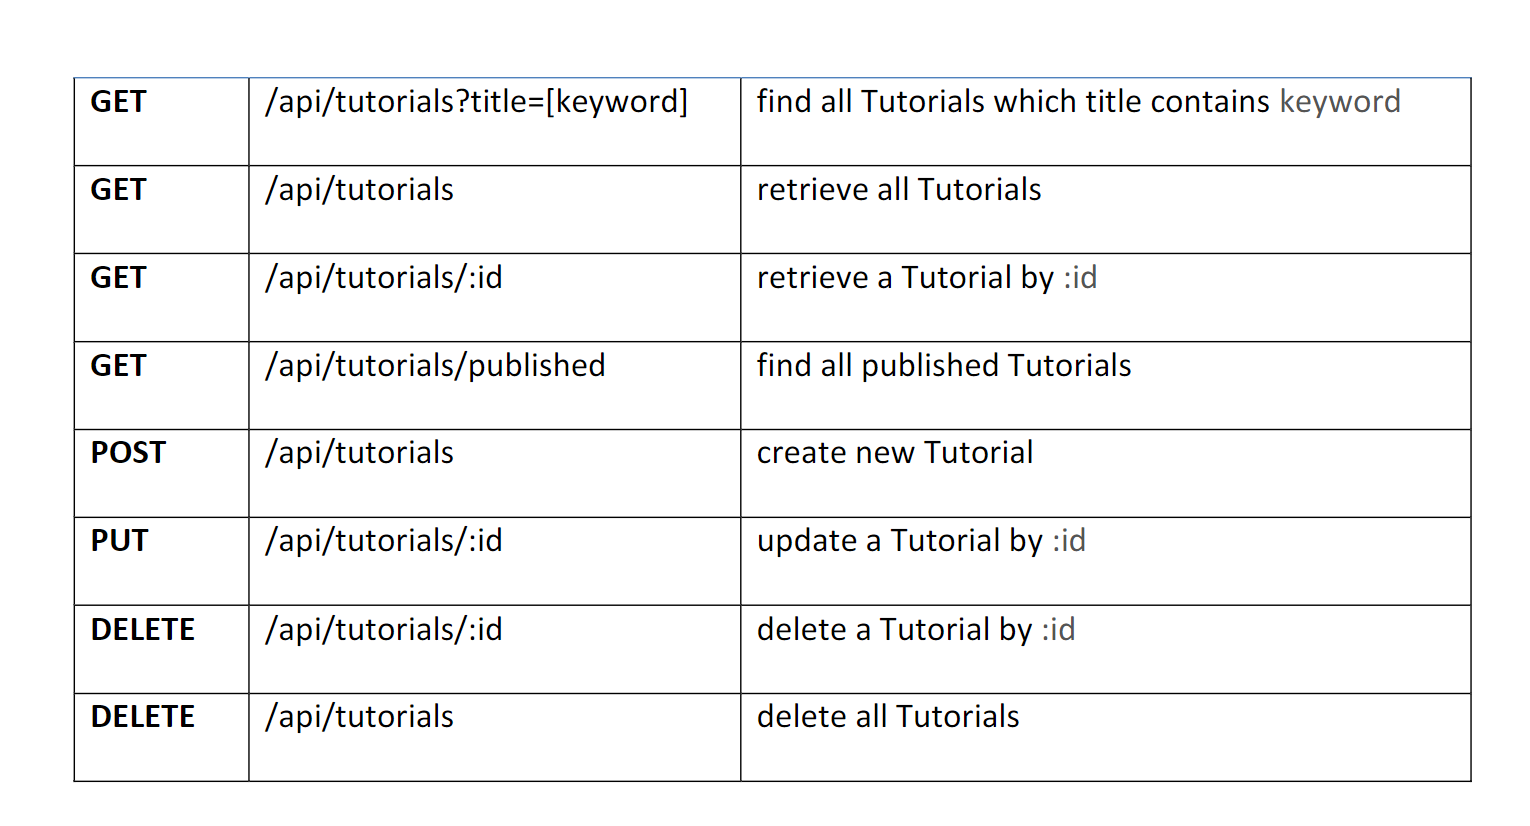 GET /api/tutorials?title=[keyword] find all Tutorials which title contains keyword
GET /api/tutorials retrieve all Tutorials
GET /api/tutorials/:id retrieve a Tutorial by :id
GET /api/tutorials/published find all published Tutorials
POST /api/tutorials create new Tutorial
PUT /api/tutorials/:id update a Tutorial by :id
DELETE /api/tutorials/:id delete a Tutorial by :id
DELETE /api/tutorials delete all Tutorials